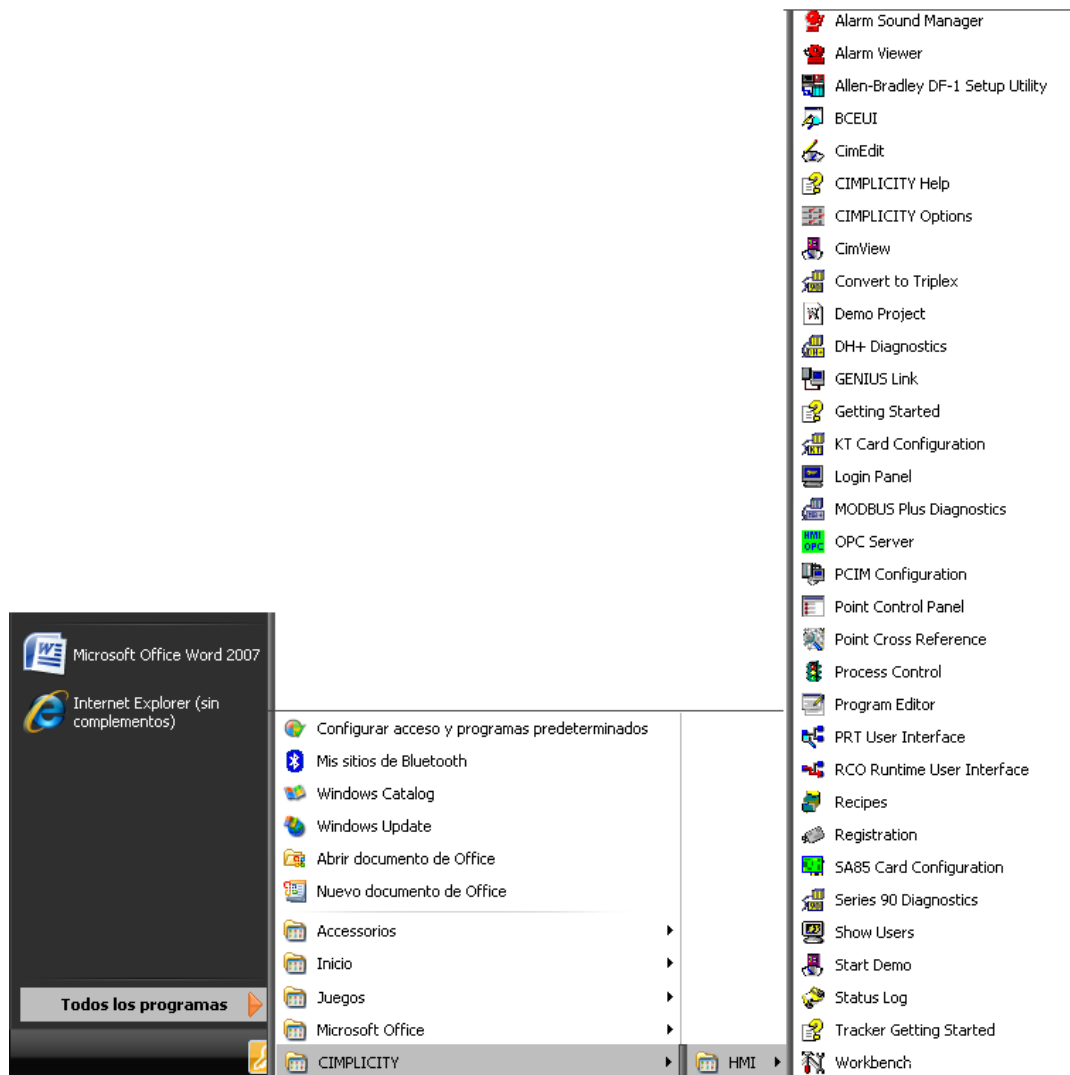 Microsoft Office Word 2007
Internet Explorer (sin
complementos)
Todos los programas
Configurar acceso y programas predeterminados
Mis sitios de Bluetooth
Windows Catalog
Windows Update
Abrir documento de Office
Nuevo documento de Office
Accessorios
Inicio
Juegos
Microsoft Office
CIMPLICITY
HMI
Alarm Sound Manager
Alarm Viewer
Allen-Bradley DF-1 Setup Utility
BCEUI
CimEdit
CIMPLICITY Help
CIMPLICITY Options
CimView
Convert to Triplex
Demo Project
DH+ Diagnostics
GENIUS Link
Getting Started
KT Card Configuration
Login Panel
MODBUS Plus Diagnostics
HMI
OPC
OPC Server
PCIM Configuration
Point Control Panel
Point Cross Reference
Process Control
Program Editor
PRT User Interface
RCO Runtime User Interface
Recipes
Registration
SA85 Card Configuration
Series 90 Diagnostics
Show Users
Start Demo
Status Log
Tracker Getting Started
Workbench